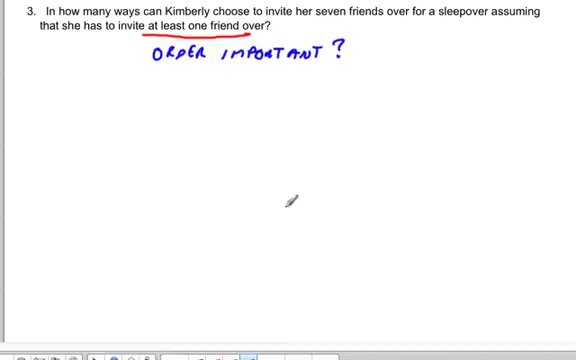 3. In how many ways can Kimberly choose to invite her seven friends over for a sleepover assuming
that she has to invite at least one friend over?
ORDER IMPORTANT?